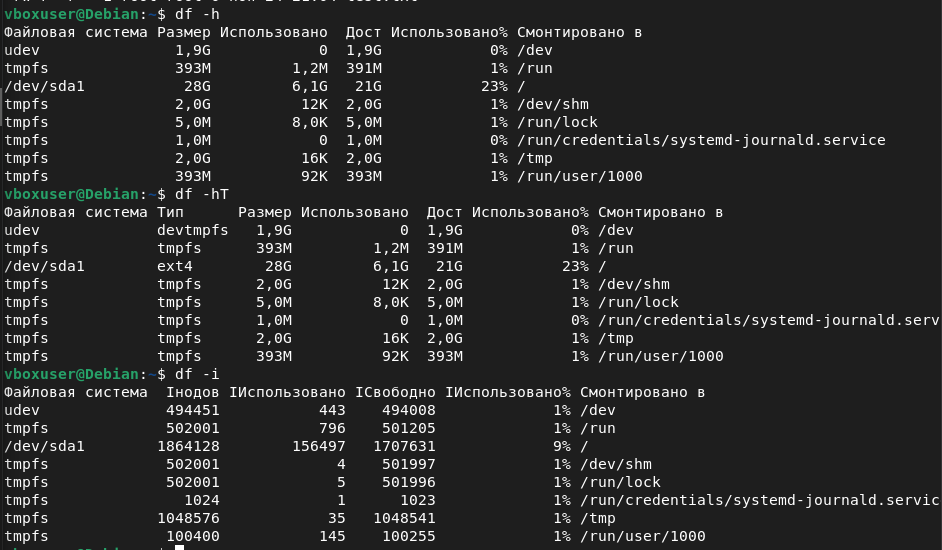 vboxuser@Debian:~$ df -h
Файловая система Размер Использовано  Дост Использовано% Смонтировано в
udev               1,9G            0  1,9G            0% /dev
tmpfs              393M         1,2M  391M            1% /run
/dev/sda1           28G         6,1G   21G           23% /
tmpfs              2,0G          12K  2,0G            1% /dev/shm
tmpfs              5,0M         8,0K  5,0M            1% /run/lock
tmpfs              1,0M            0  1,0M            0% /run/credentials/systemd-journald.service
tmpfs              2,0G          16K  2,0G            1% /tmp
tmpfs              393M          92K  393M            1% /run/user/1000
vboxuser@Debian:~$ df -hT
Файловая система Тип      Размер Использовано  Дост Использовано% Смонтировано в
udev             devtmpfs   1,9G            0  1,9G            0% /dev
tmpfs            tmpfs      393M         1,2M  391M            1% /run
/dev/sda1        ext4        28G         6,1G   21G           23% /
tmpfs            tmpfs      2,0G          12K  2,0G            1% /dev/shm
tmpfs            tmpfs      5,0M         8,0K  5,0M            1% /run/lock
tmpfs            tmpfs      1,0M            0  1,0M            0% /run/credentials/systemd-journald.serv
tmpfs            tmpfs      2,0G          16K  2,0G            1% /tmp
tmpfs            tmpfs      393M          92K  393M            1% /run/user/1000
vboxuser@Debian:~$ df -i
Файловая система  Iнодов IИспользовано IСвободно IИспользовано% Смонтировано в
udev              494451           443    494008             1% /dev
tmpfs             502001           796    501205             1% /run
/dev/sda1        1864128        156497   1707631             9% /
tmpfs             502001             4    501997             1% /dev/shm
tmpfs             502001             5    501996             1% /run/lock
tmpfs               1024             1      1023             1% /run/credentials/systemd-journald.servic
tmpfs            1048576            35   1048541             1% /tmp
tmpfs             100400           145    100255             1% /run/user/1000